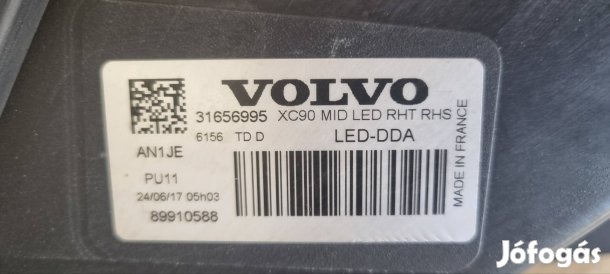 VOLVO
31656995 XC90 MID LED RHT RHS
6156 TD D LED-DDA
AN1JE
PU11
24/06/17 05h03
89910588
MADE IN FRANCE
Jófogás